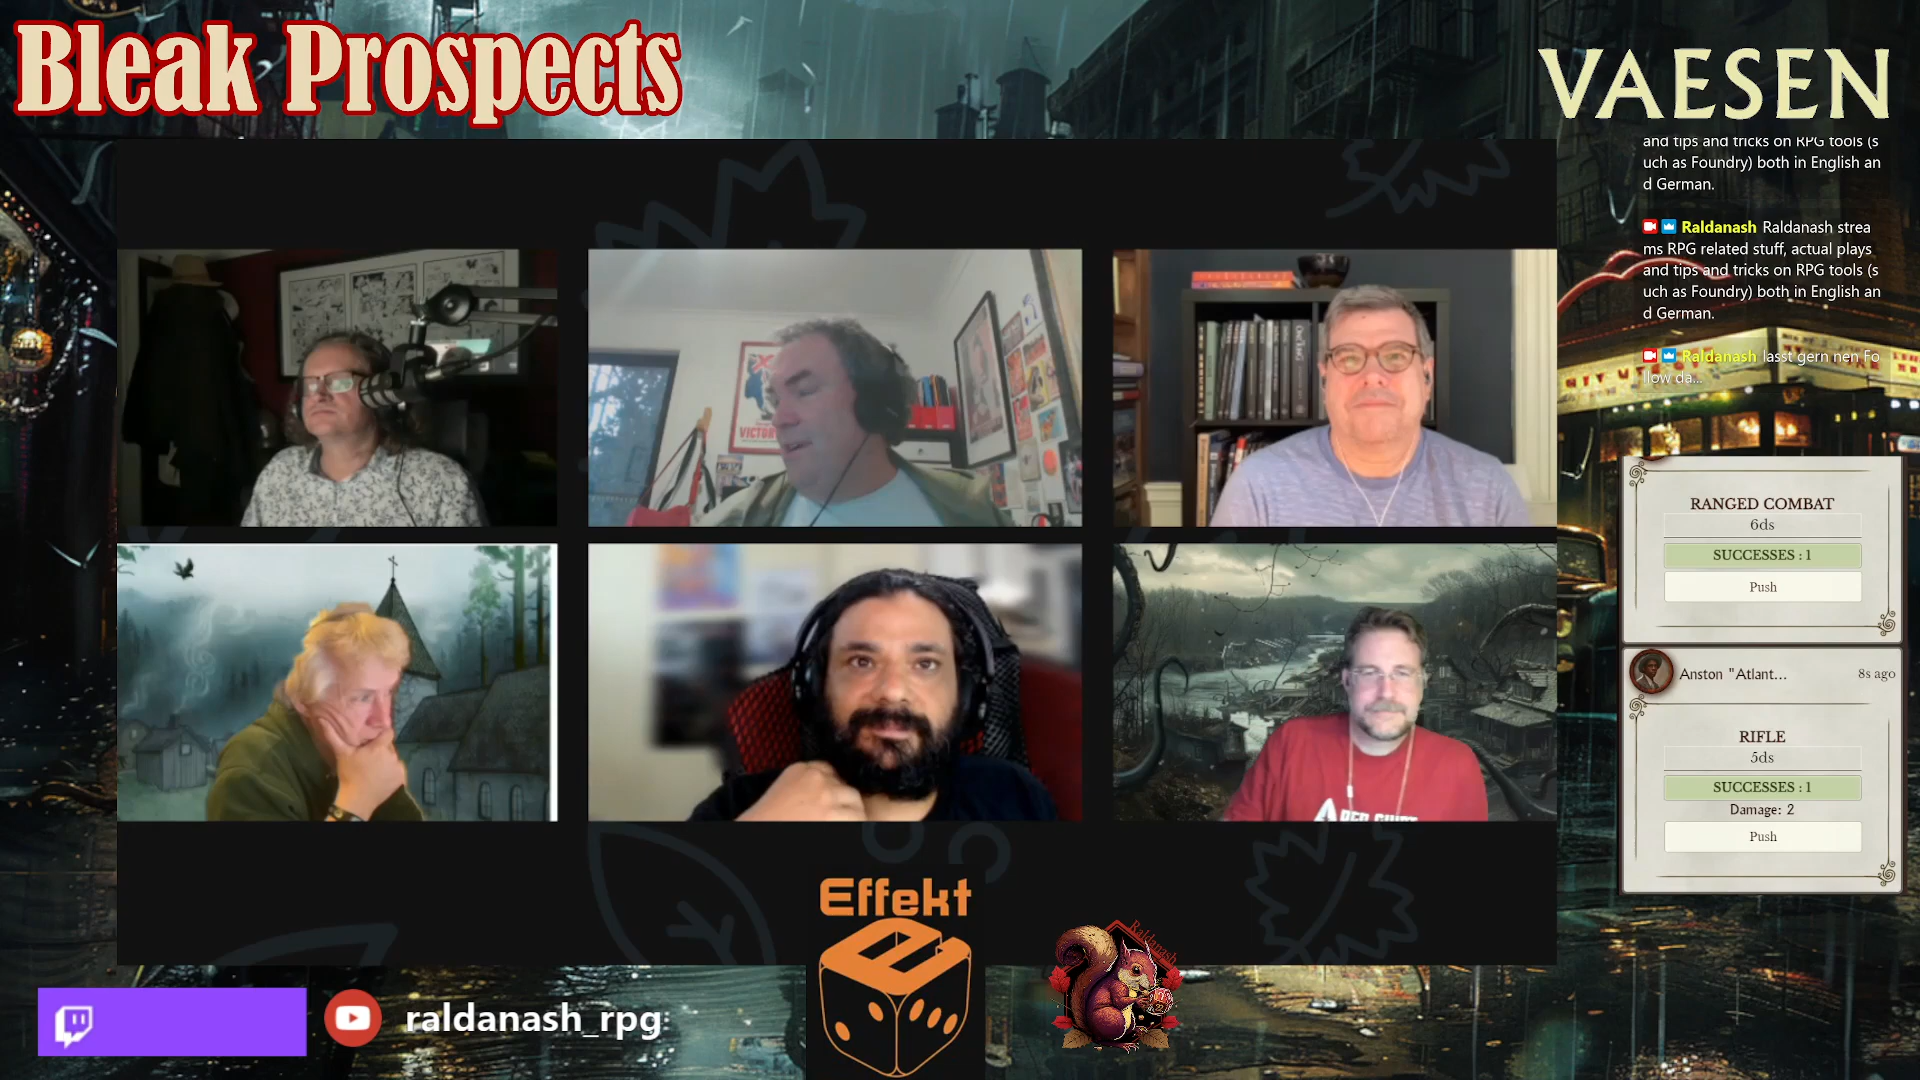 Bleak Prospects
VAESEN
and tips and tricks on RPG tools (s
uch as Foundry) both in English an
d German.
Raldanash Raldanash strea
ms RPG related stuff, actual plays
and tips and tricks on RPG tools (s
uch as Foundry) both in English an
d German.
Raldanash lasst gern nen Fo
llow da...
VICTORY
RANGED COMBAT
6ds
SUCCESSES : 1
Push
Anston "Atlant... 8s ago
RIFLE
5ds
SUCCESSES : 1
Damage: 2
Push
Effekt
Raldanash
raldanash_rpg